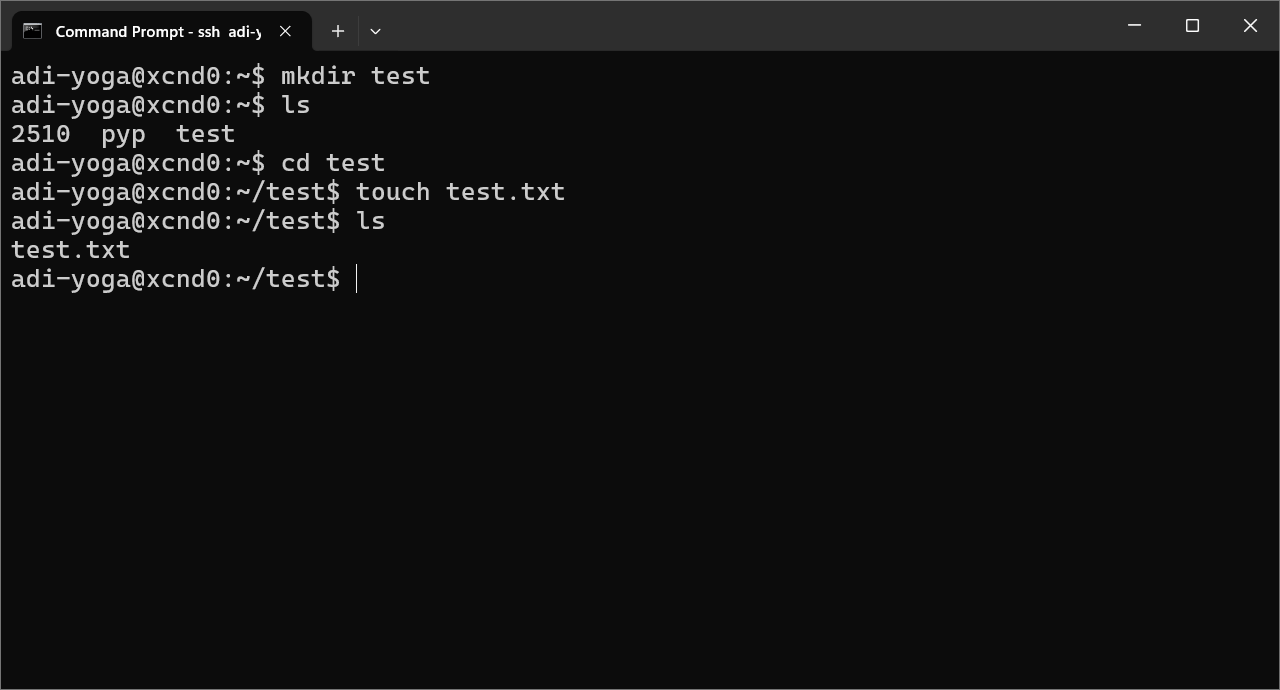 Command Prompt - ssh adi-y
adi-yoga@xcnd0:~$ mkdir test
adi-yoga@xcnd0:~$ ls
2510  pyp  test
adi-yoga@xcnd0:~$ cd test
adi-yoga@xcnd0:~/test$ touch test.txt
adi-yoga@xcnd0:~/test$ ls
test.txt
adi-yoga@xcnd0:~/test$